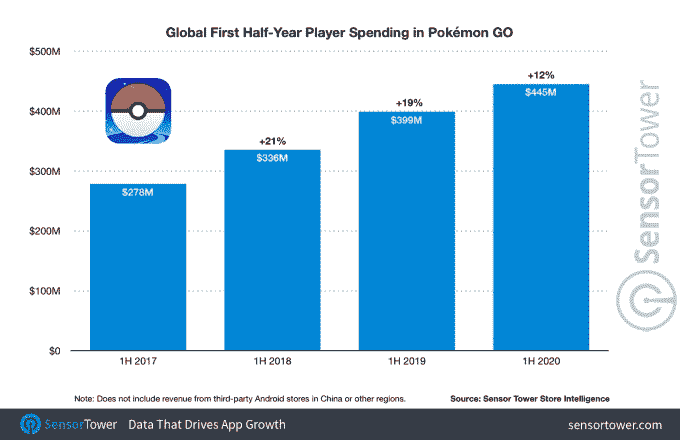 Global First Half-Year Player Spending in Pokémon GO
$500M
$400M
$300M
$200M
$100M
$0
$278M
+21%
$336M
+19%
$399M
+12%
$445M
1H 2017
1H 2018
1H 2019
1H 2020
SensorTower
Note: Does not include revenue from third-party Android stores in China or other regions.
Source: Sensor Tower Store Intelligence
SensorTower Data That Drives App Growth
sensortower.com